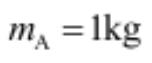 m_A = 1kg